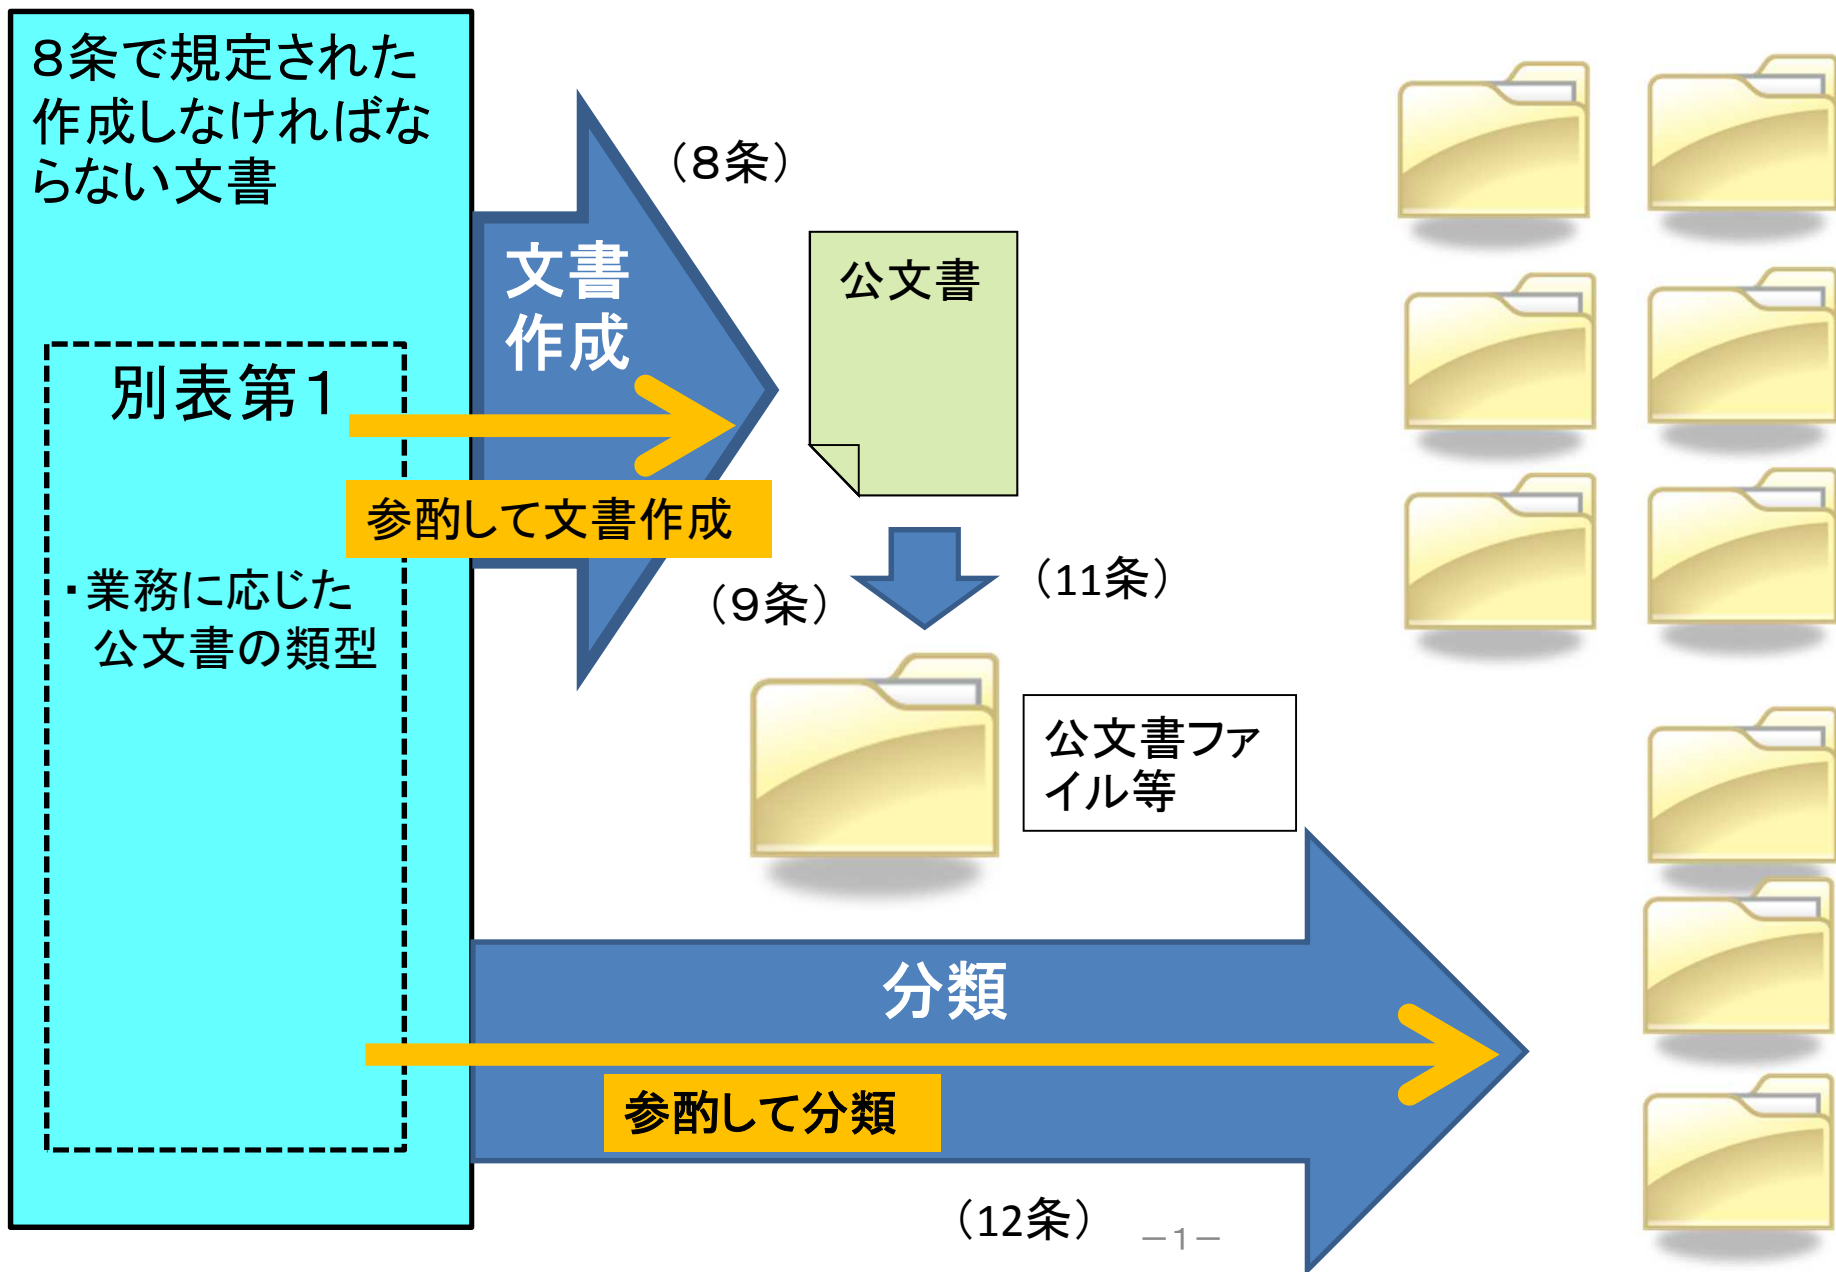 ８条で規定された
作成しなければな
らない文書
別表第１
・業務に応じた
公文書の類型
文書
作成
（８条）
参酌して文書作成
公文書
（９条）
（11条）
公文書ファ
イル等
分類
参酌して分類
（12条）
－１－